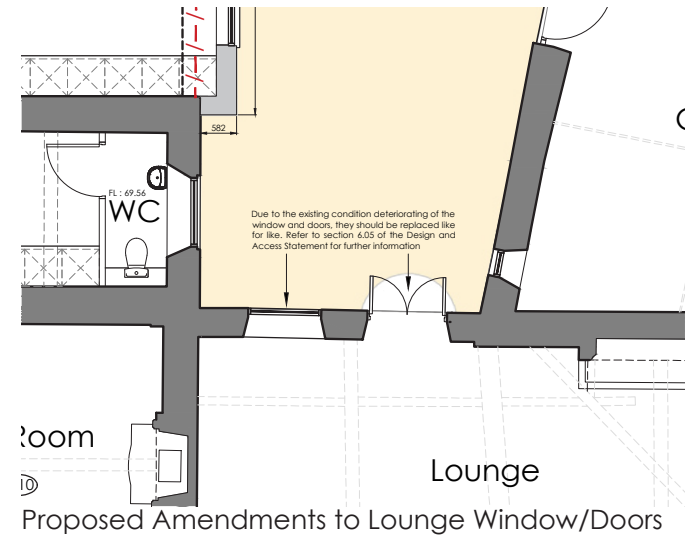 582
FL : 69.56
WC
Due to the existing condition deteriorating of the
window and doors, they should be replaced like
for like. Refer to section 6.05 of the Design and
Access Statement for further information
Room
10
Lounge
Proposed Amendments to Lounge Window/Doors